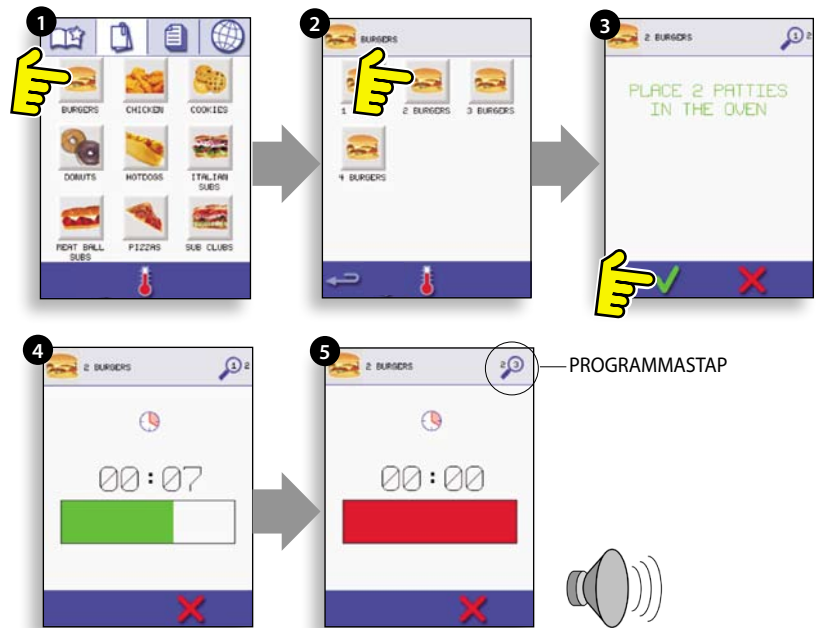 1
BURGERS
CHICKEN
COOKIES
DONUTS
HOTDOGS
ITALIAN
SUBS
MEAT BALL
SUBS
PIZZAS
SUB CLUBS
2
BURGERS
1
2 BURGERS
3 BURGERS
4 BURGERS
3
2 BURGERS
1 2
PLACE 2 PATTIES
IN THE OVEN
4
2 BURGERS
1 2
00:07
5
2 BURGERS
2 3
PROGRAMMASTAP
00:00